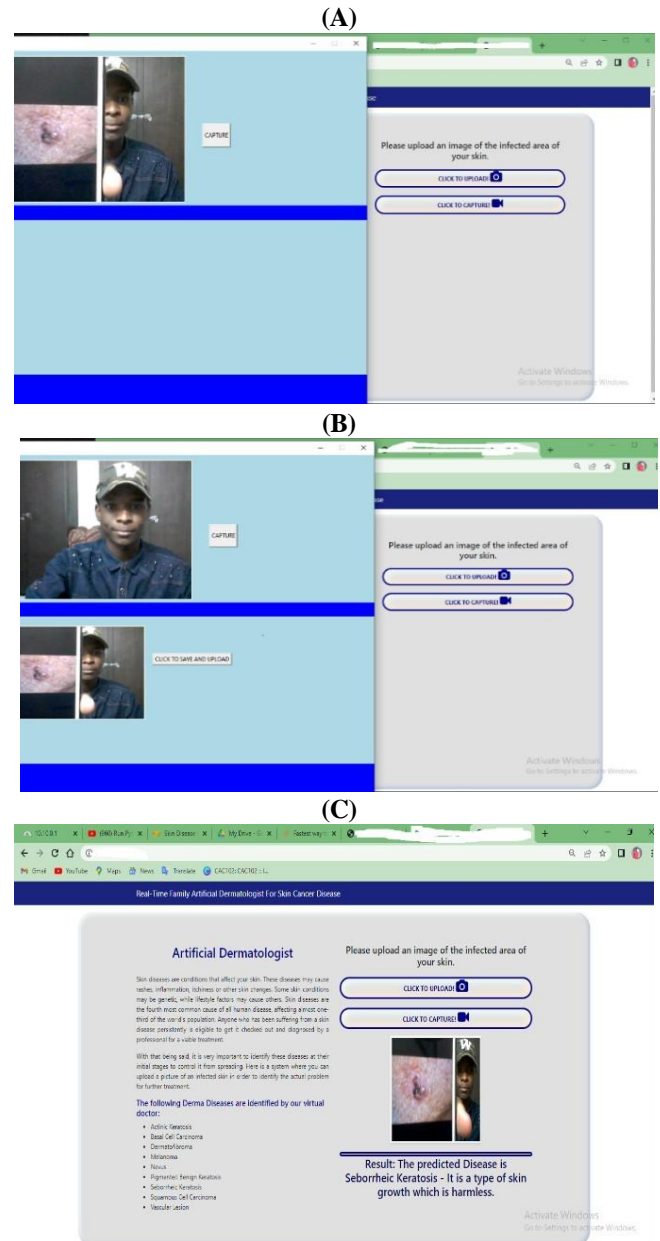 (A)
CAPTURE
Please upload an image of the infected area of
your skin.
CLICK TO UPLOAD!
CLICK TO CAPTURE!
Activate Windows
Go to Settings to activate Windows.
(B)
CAPTURE
CLICK TO SAVE AND UPLOAD
Please upload an image of the infected area of
your skin.
CLICK TO UPLOAD!
CLICK TO CAPTURE!
Activate Windows
Go to Settings to activate Windows.
(C)
Gmail YouTube Maps News Translate
Real-Time Family Artificial Dermatologist For Skin Cancer Disease
Artificial Dermatologist
Skin diseases are conditions that affect your skin. These diseases may cause
rashes, inflammation, itchiness or other skin changes. Some skin conditions
may be genetic, while lifestyle factors may cause others. Skin diseases are
the fourth most common cause of all human disease, affecting almost one-
third of the world's population. Anyone who has been suffering from a skin
disease persistently is eligible to get it checked out and diagnosed by a
professional for a viable treatment.
With that being said, it is very important to identify these diseases at their
initial stages to control it from spreading. Here is a system where you can
upload a picture of an infected skin in order to identify the actual problem
for further treatment.
The following Derma Diseases are identified by our virtual
doctor:
Actinic Keratosis
Basal Cell Carcinoma
Dermatofibroma
Melanoma
Nevus
Pigmented Benign Keratosis
Seborrheic Keratosis
Squamous Cell Carcinoma
Vascular Lesion
Please upload an image of the infected area of
your skin.
CLICK TO UPLOAD!
CLICK TO CAPTURE!
Result: The predicted Disease is
Seborrheic Keratosis - It is a type of skin
growth which is harmless.
Activate Windows
Go to Settings to activate Windows.